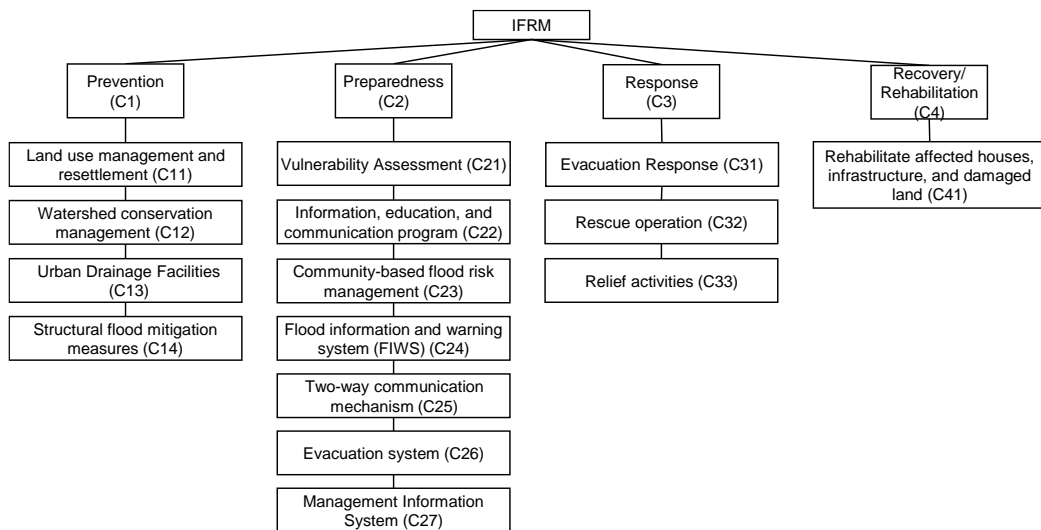 IFRM
Prevention
(C1)
Land use management and
resettlement (C11)
Watershed conservation
management (C12)
Urban Drainage Facilities
(C13)
Structural flood mitigation
measures (C14)
Preparedness
(C2)
Vulnerability Assessment (C21)
Information, education, and
communication program (C22)
Community-based flood risk
management (C23)
Flood information and warning
system (FIWS) (C24)
Two-way communication
mechanism (C25)
Evacuation system (C26)
Management Information
System (C27)
Response
(C3)
Evacuation Response (C31)
Rescue operation (C32)
Relief activities (C33)
Recovery/
Rehabilitation
(C4)
Rehabilitate affected houses,
infrastructure, and damaged
land (C41)